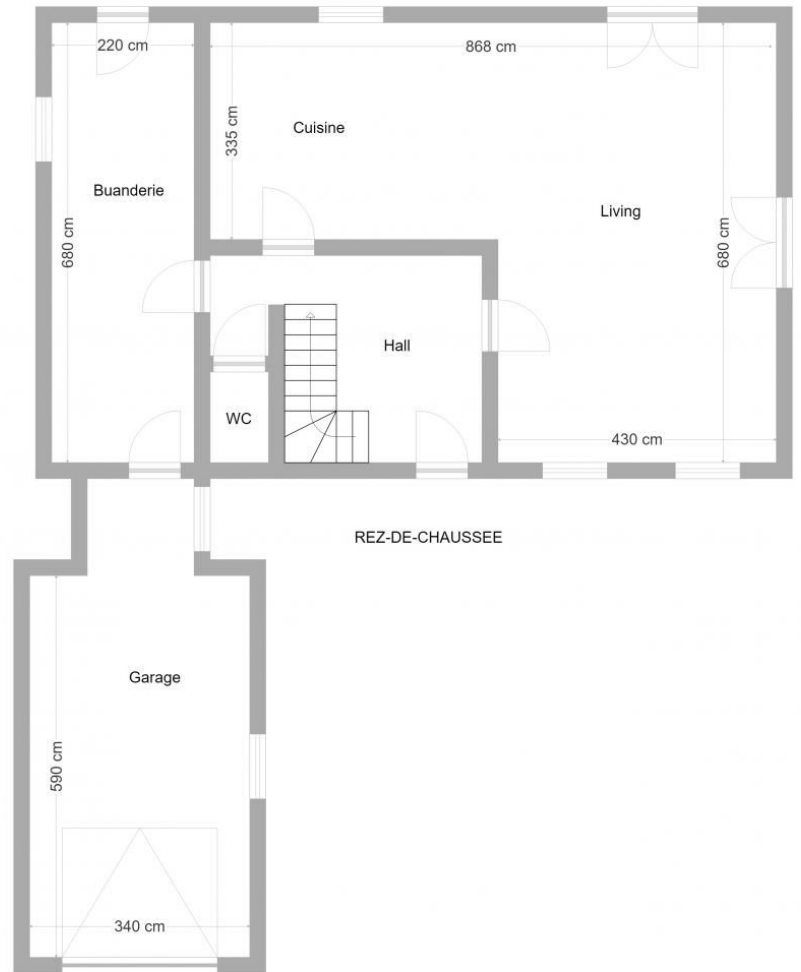 220 cm
868 cm
335 cm
Cuisine
Buanderie
Living
680 cm
680 cm
Hall
WC
430 cm
REZ-DE-CHAUSSEE
Garage
590 cm
340 cm